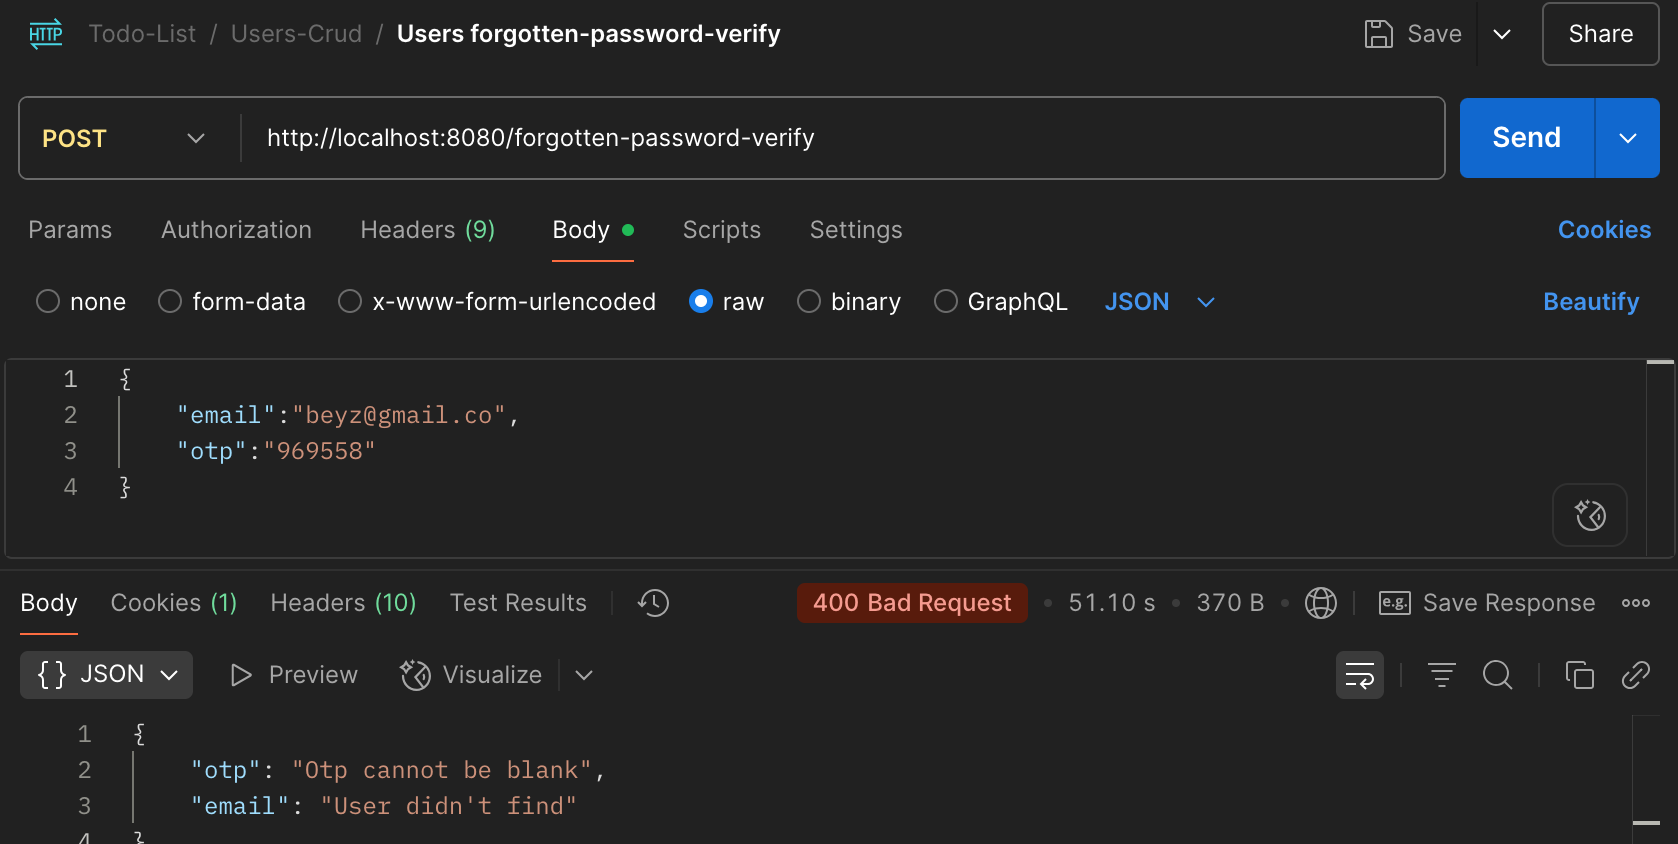 HTTP Todo-List / Users-Crud / Users forgotten-password-verify Save Share
POST http://localhost:8080/forgotten-password-verify Send
Params Authorization Headers (9) Body Scripts Settings Cookies
none form-data x-www-form-urlencoded raw binary GraphQL JSON Beautify
1 {
2 "email":"beyz@gmail.co",
3 "otp":"969558"
4 }
Body Cookies (1) Headers (10) Test Results 400 Bad Request • 51.10 s • 370 B • e.g. Save Response
{} JSON Preview Visualize
1 {
2 "otp": "Otp cannot be blank",
3 "email": "User didn't find"
4 }